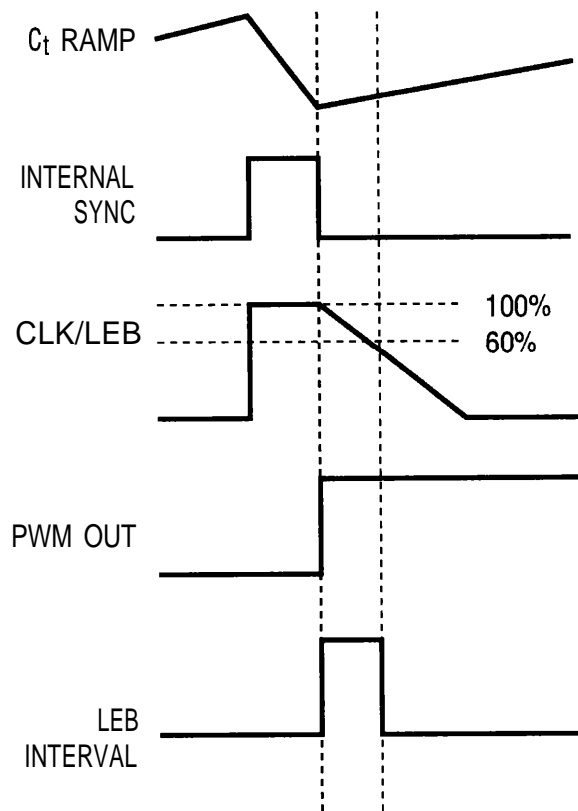 Ct RAMP
INTERNAL
SYNC
100%
CLK/LEB
60%
PWM OUT
LEB
INTERVAL